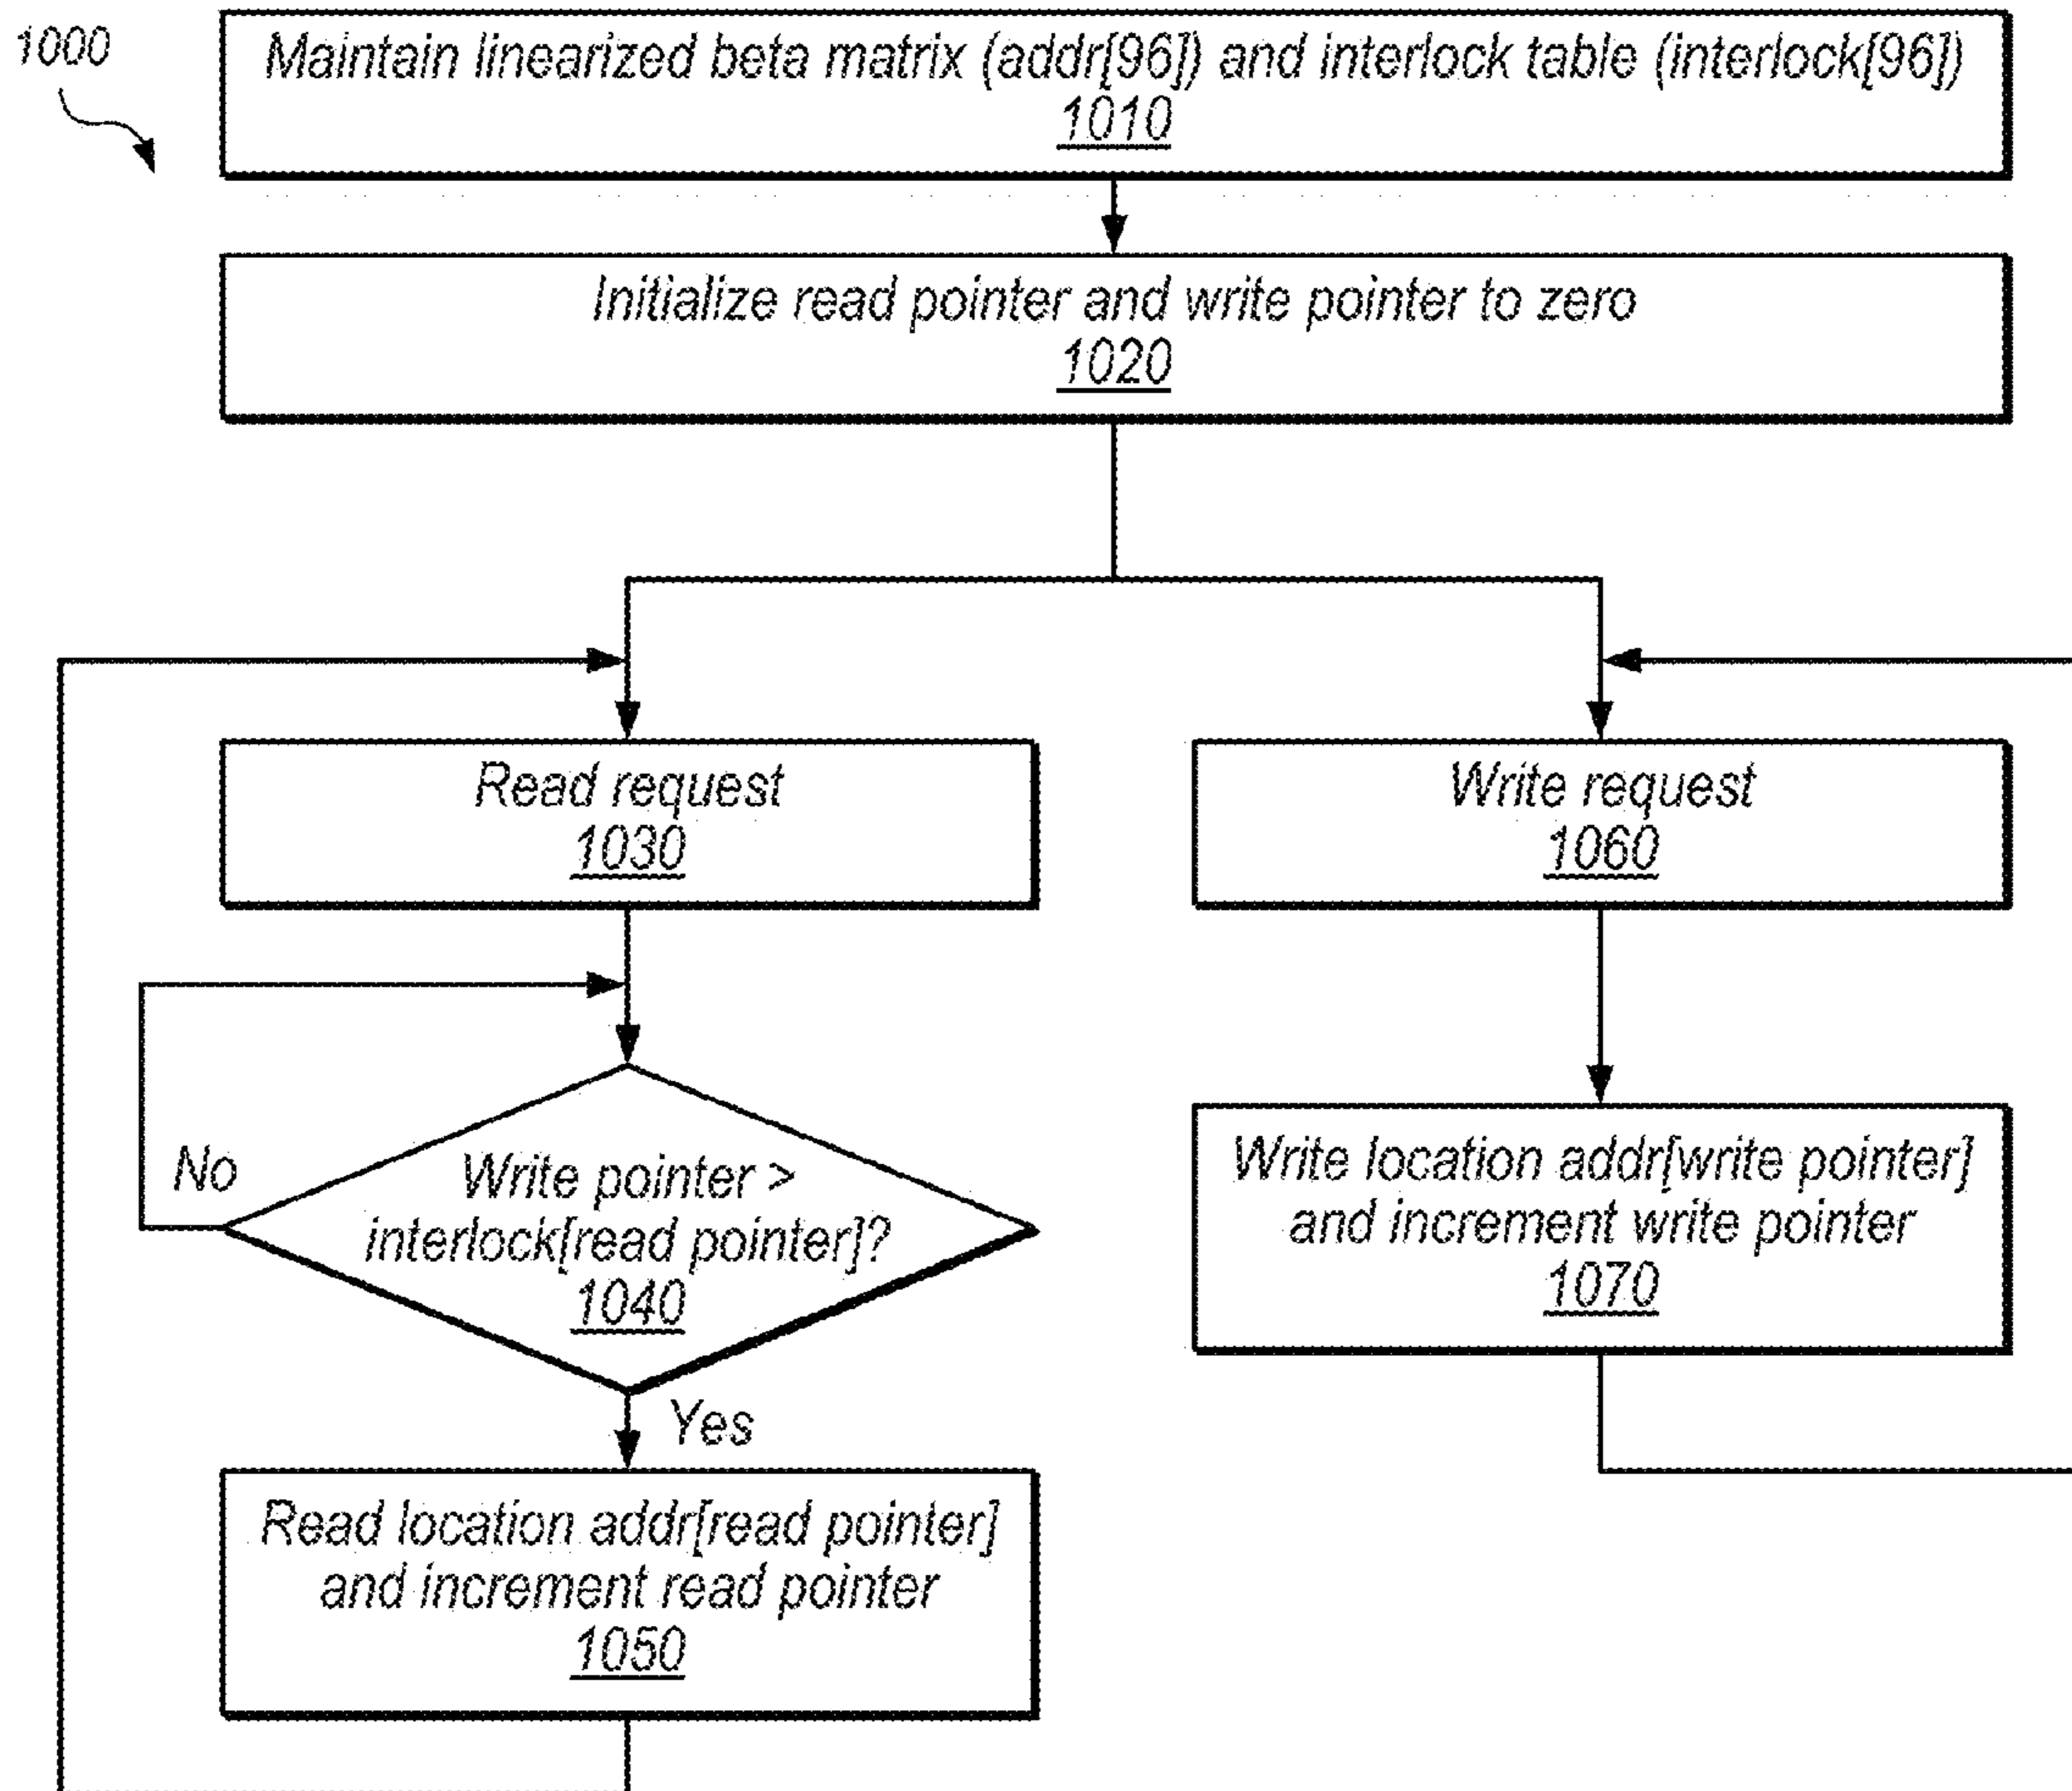 1000
Maintain linearized beta matrix (addr[96]) and interlock table (interlock[96])
1010
Initialize read pointer and write pointer to zero
1020
Read request
1030
Write request
1060
No
Write pointer >
interlock[read pointer]?
1040
Write location addr[write pointer]
and increment write pointer
1070
Yes
Read location addr[read pointer]
and increment read pointer
1050